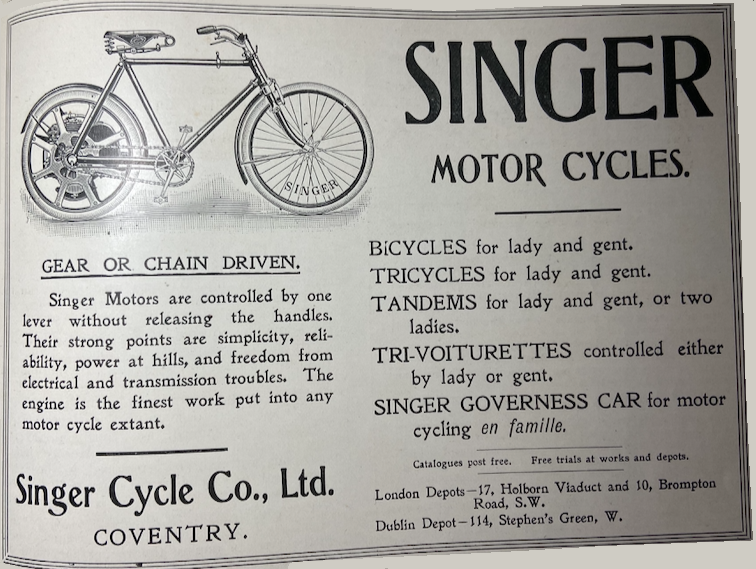 SINGER
MOTOR CYCLES.
SINGER
GEAR OR CHAIN DRIVEN.
Singer Motors are controlled by one
lever without releasing the handles.
Their strong points are simplicity, reli-
ability, power at hills, and freedom from
electrical and transmission troubles. The
engine is the finest work put into any
motor cycle extant.
Singer Cycle Co., Ltd.
COVENTRY.
BiCYCLES for lady and gent.
TRICYCLES for lady and gent.
TANDEMS for lady and gent, or two
ladies.
TRI-VOITURETTES controlled either
by lady or gent.
SINGER GOVERNESS CAR for motor
cycling en famille.
Catalogues post free. Free trials at works and depots.
London Depots—17, Holborn Viaduct and 10, Brompton
Road, S.W.
Dublin Depot—114, Stephen's Green, W.